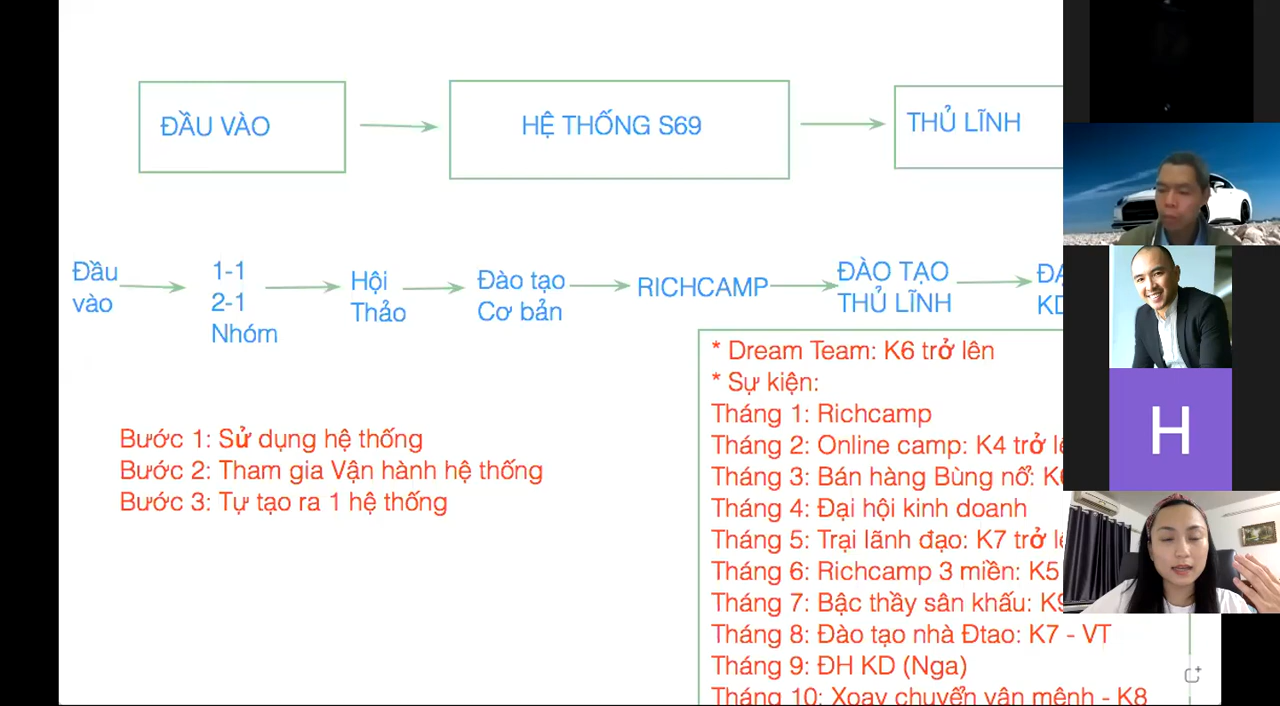 ĐẦU VÀO
HỆ THỐNG S69
THỦ LĨNH
Đầu
vào
1-1
2-1
Nhóm
Hội
Thảo
Đào tạo
Cơ bản
RICHCAMP
ĐÀO TẠO
THỦ LĨNH
Bước 1: Sử dụng hệ thống
Bước 2: Tham gia Vận hành hệ thống
Bước 3: Tự tạo ra 1 hệ thống
* Dream Team: K6 trở lên
* Sự kiện:
Tháng 1: Richcamp
Tháng 2: Online camp: K4 trở
Tháng 3: Bán hàng Bùng nổ:
Tháng 4: Đại hội kinh doanh
Tháng 5: Trại lãnh đạo: K7 trở
Tháng 6: Richcamp 3 miền: K5
Tháng 7: Bậc thầy sân khấu:
Tháng 8: Đào tạo nhà Đtao: K7 - VT
Tháng 9: ĐH KD (Nga)
Tháng 10: Xoay chuyển vận mệnh - K8
H